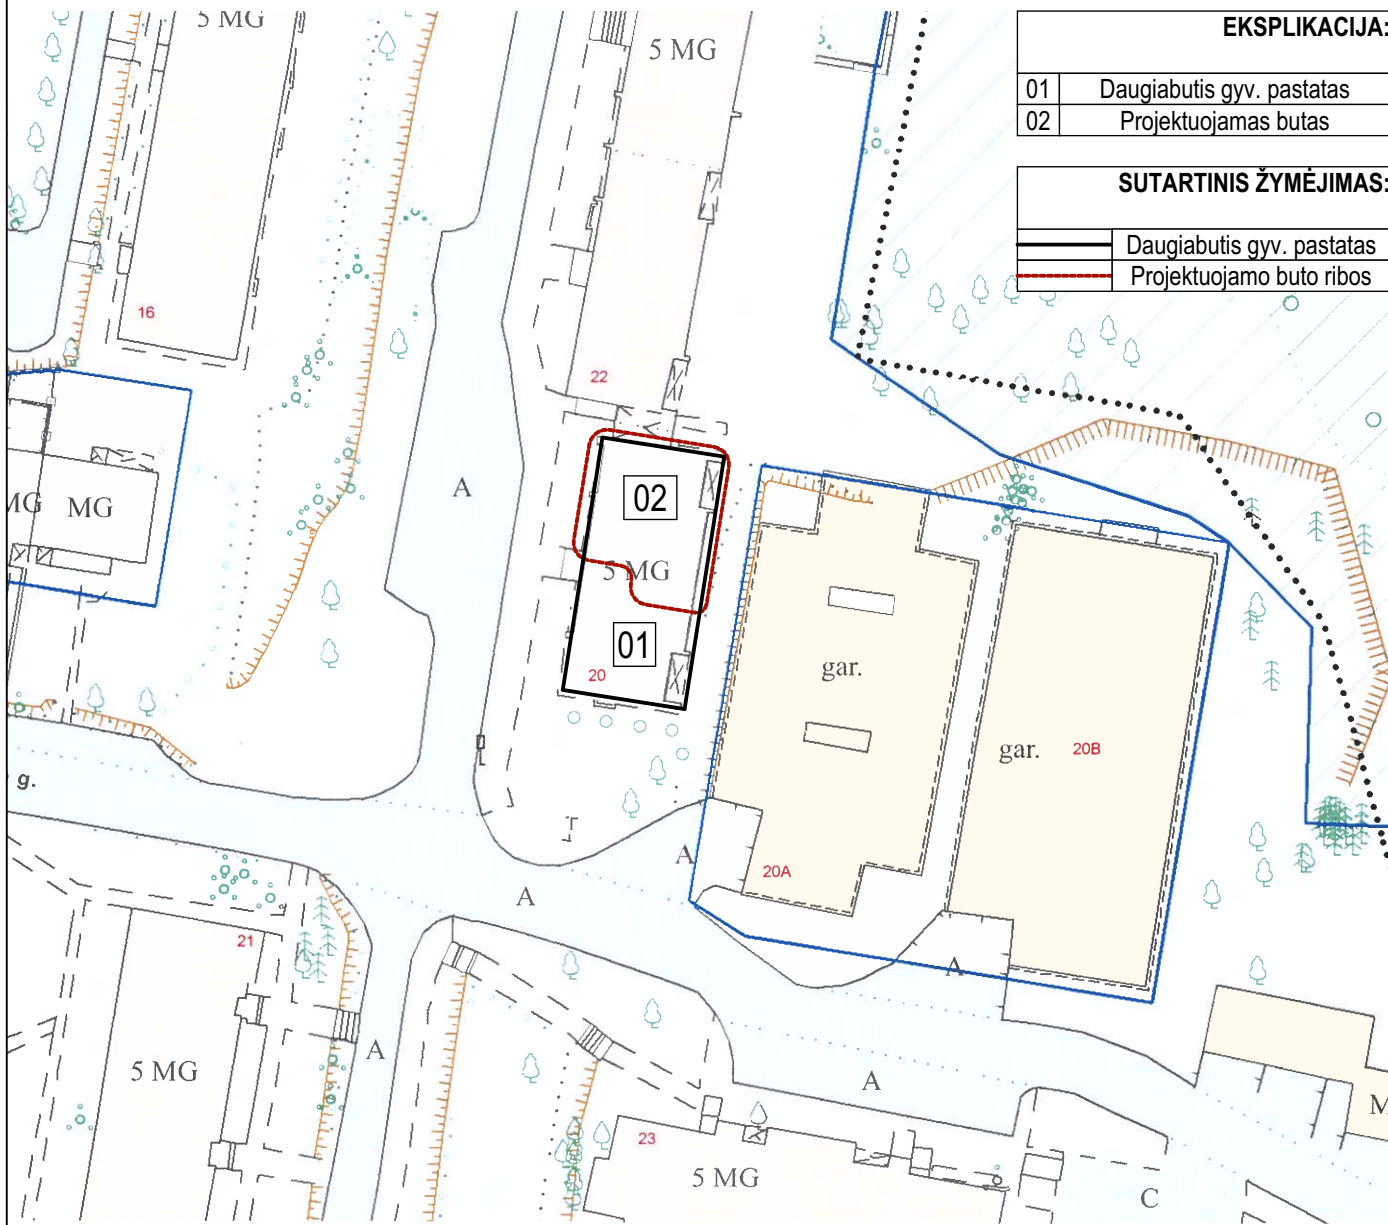 5 MG
5 MG
EKSPLIKACIJA:
01 Daugiabutis gyv. pastatas
02 Projektuojamas butas
SUTARTINIS ŽYMĖJIMAS:
Daugiabutis gyv. pastatas
Projektuojamo buto ribos
16
22
A
02
MG
MG
5 MG
01
20
gar.
gar.
20B
g.
A
20A
A
21
A
5 MG
A
A
23
5 MG
M
C